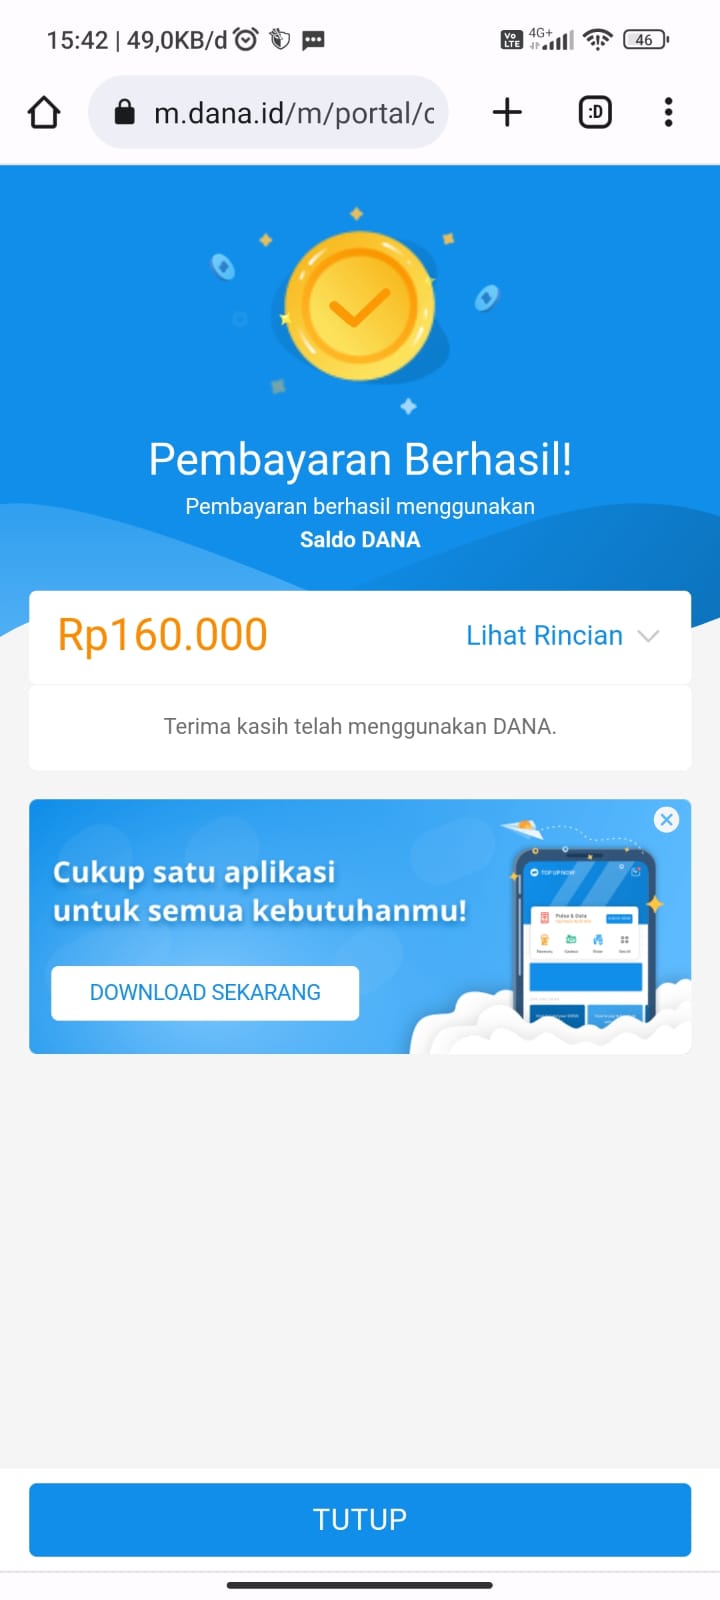 15:42 | 49,0KB/d
Vo LTE 4G+ 46
m.dana.id/m/portal/c
:D
Pembayaran Berhasil!
Pembayaran berhasil menggunakan
Saldo DANA
Rp160.000
Lihat Rincian
Terima kasih telah menggunakan DANA.
Cukup satu aplikasi
untuk semua kebutuhanmu!
TOP UP NOW
Pulsa & Data
DOWNLOAD SEKARANG
TUTUP